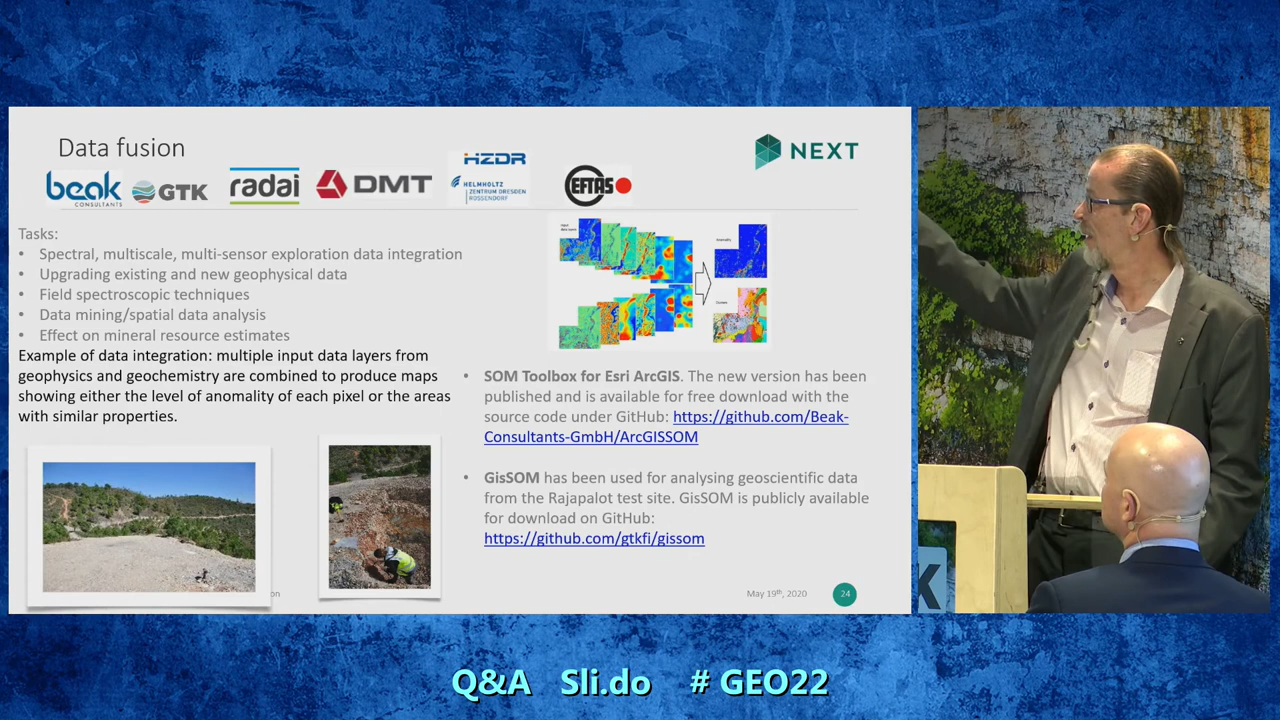 Data fusion
NEXT
beak
CONSULTANTS
GTK
radai
DMT
HZDR
HELMHOLTZ
ZENTRUM DRESDEN
ROSSENDORF
EFTAS
Tasks:
• Spectral, multiscale, multi-sensor exploration data integration
• Upgrading existing and new geophysical data
• Field spectroscopic techniques
• Data mining/spatial data analysis
• Effect on mineral resource estimates
Example of data integration: multiple input data layers from
geophysics and geochemistry are combined to produce maps
showing either the level of anomality of each pixel or the areas
with similar properties.
• SOM Toolbox for Esri ArcGIS. The new version has been
published and is available for free download with the
source code under GitHub: https://github.com/Beak-
Consultants-GmbH/ArcGISSOM
• GisSOM has been used for analysing geoscientific data
from the Rajapalot test site. GisSOM is publicly available
for download on GitHub:
https://github.com/gtkfi/gissom
on
May 19th, 2020
24
K
Q&A Sli.do # GEO22